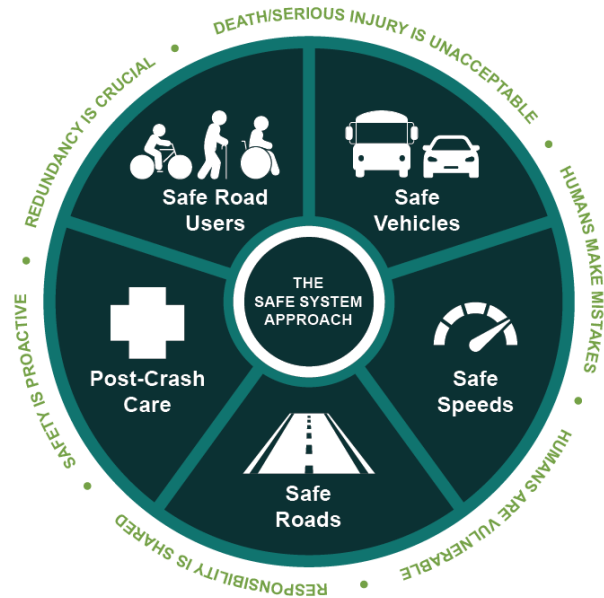 DEATH/SERIOUS INJURY IS UNACCEPTABLE
HUMANS MAKE MISTAKES
HUMANS ARE VULNERABLE
RESPONSIBILITY IS SHARED
SAFETY IS PROACTIVE
REDUNDANCY IS CRUCIAL
Safe Road
Users
Safe
Vehicles
Safe
Speeds
Safe
Roads
Post-Crash
Care
THE
SAFE SYSTEM
APPROACH